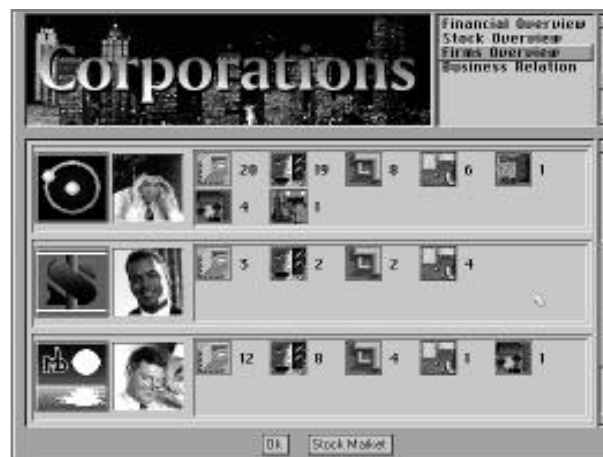 Corporations
Financial Overview
Stock Overview
Firms Overview
Business Relation
20 19 8 6 1
4 1
3 2 2 4
12 8 4 1 1
Ok Stock Market